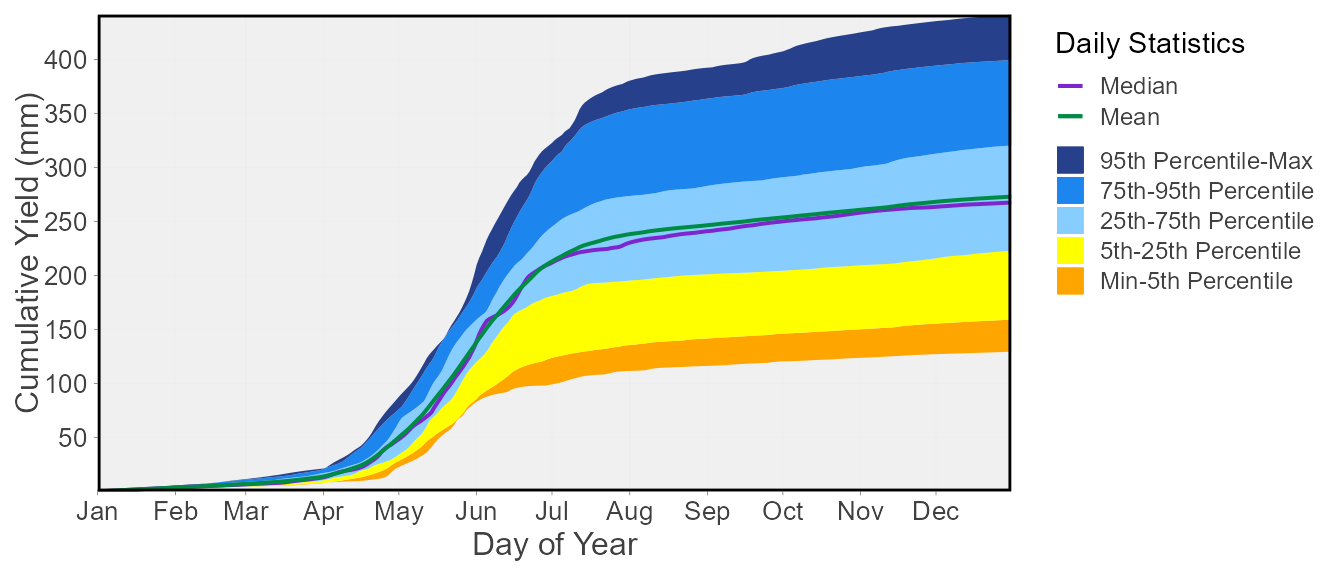 Cumulative Yield (mm)
400
350
300
250
200
150
100
50
Jan Feb Mar Apr May Jun Jul Aug Sep Oct Nov Dec
Day of Year
Daily Statistics
Median
Mean
95th Percentile-Max
75th-95th Percentile
25th-75th Percentile
5th-25th Percentile
Min-5th Percentile